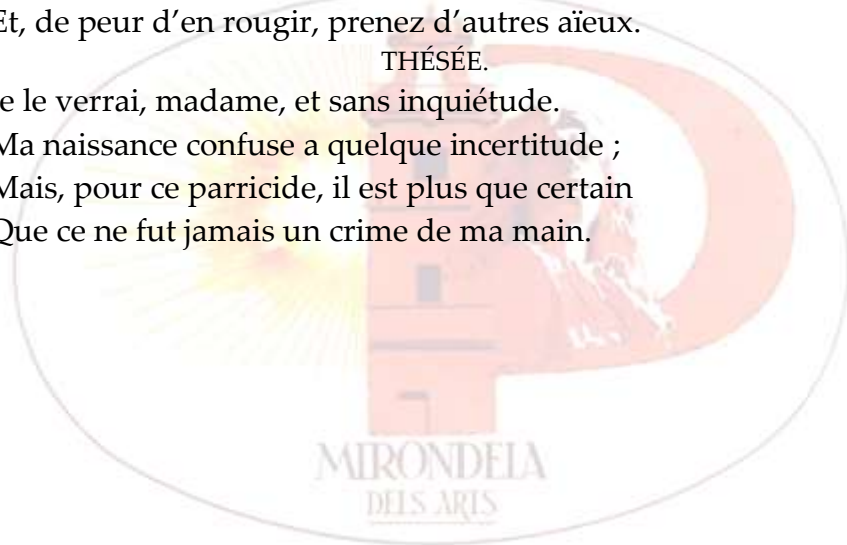 Et, de peur d’en rougir, prenez d’autres aïeux.
THÉSÉE.
Je le verrai, madame, et sans inquiétude.
Ma naissance confuse a quelque incertitude ;
Mais, pour ce parricide, il est plus que certain
Que ce ne fut jamais un crime de ma main.
MIRONDELA
DELS ARTS